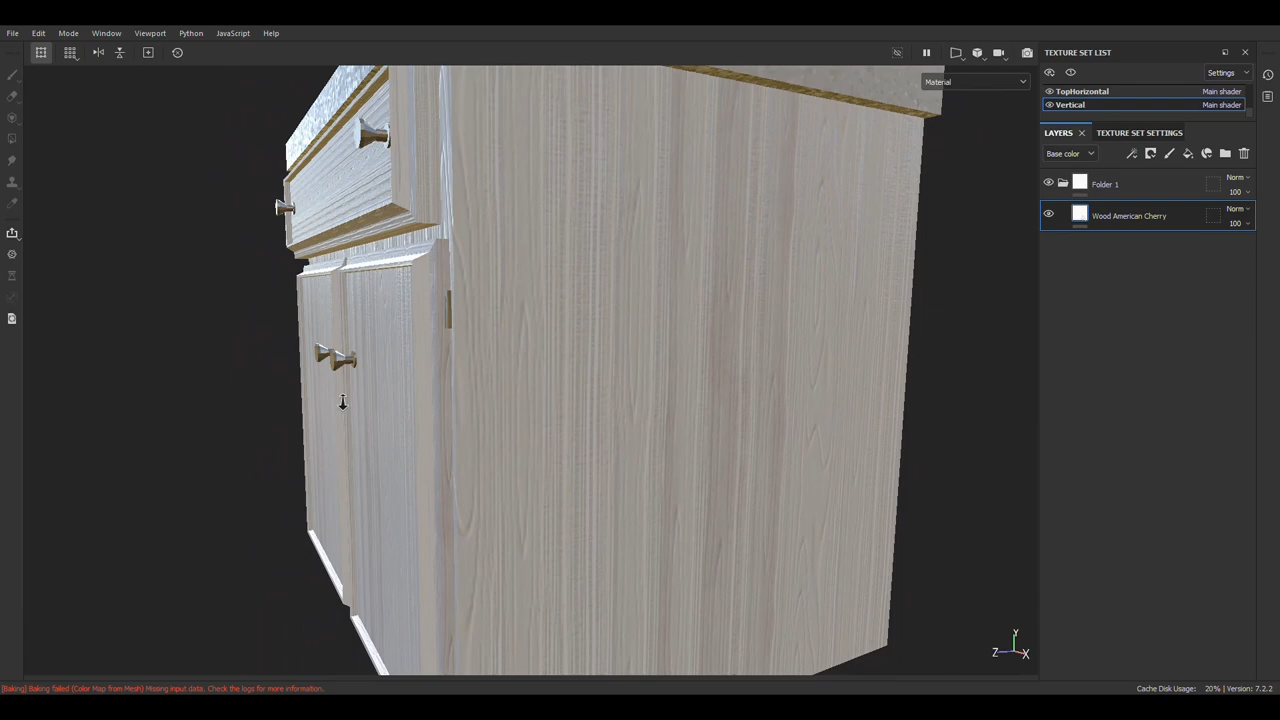 File Edit Mode Window Viewport Python JavaScript Help
TEXTURE SET LIST
Settings
Material
TopHorizontal Main shader
Vertical Main shader
LAYERS TEXTURE SET SETTINGS
Base color
Norm
Folder 1
100
Norm
Wood American Cherry
100
Y
Z X
[Baking] Baking failed (Color Map from Mesh) Missing input data. Check the logs for more information.
Cache Disk Usage: 20% | Version: 7.2.2